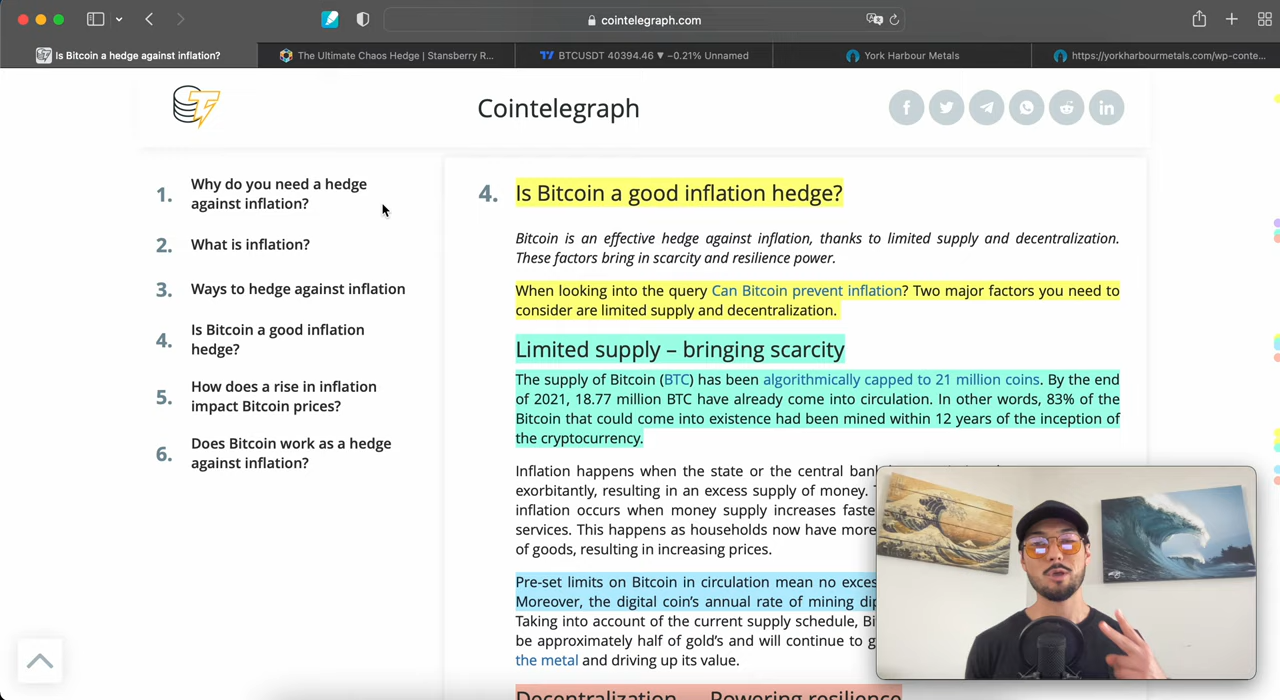 cointelegraph.com
Is Bitcoin a hedge against inflation?
The Ultimate Chaos Hedge | Stansberry R...
BTCUSDT 40394.46 ▼ −0.21% Unnamed
York Harbour Metals
https://yorkharbourmetals.com/wp-conte...
Cointelegraph
1. Why do you need a hedge
against inflation?
2. What is inflation?
3. Ways to hedge against inflation
4. Is Bitcoin a good inflation
hedge?
5. How does a rise in inflation
impact Bitcoin prices?
6. Does Bitcoin work as a hedge
against inflation?
4. Is Bitcoin a good inflation hedge?
Bitcoin is an effective hedge against inflation, thanks to limited supply and decentralization.
These factors bring in scarcity and resilience power.
When looking into the query Can Bitcoin prevent inflation? Two major factors you need to
consider are limited supply and decentralization.
Limited supply – bringing scarcity
The supply of Bitcoin (BTC) has been algorithmically capped to 21 million coins. By the end
of 2021, 18.77 million BTC have already come into circulation. In other words, 83% of the
Bitcoin that could come into existence had been mined within 12 years of the inception of
the cryptocurrency.
Inflation happens when the state or the central bank
exorbitantly, resulting in an excess supply of money.
inflation occurs when money supply increases faste
services. This happens as households now have more
of goods, resulting in increasing prices.
Pre-set limits on Bitcoin in circulation mean no exces
Moreover, the digital coin's annual rate of mining dip
Taking into account of the current supply schedule, Bi
be approximately half of gold's and will continue to g
the metal and driving up its value.
Decentralization – Powering resilience